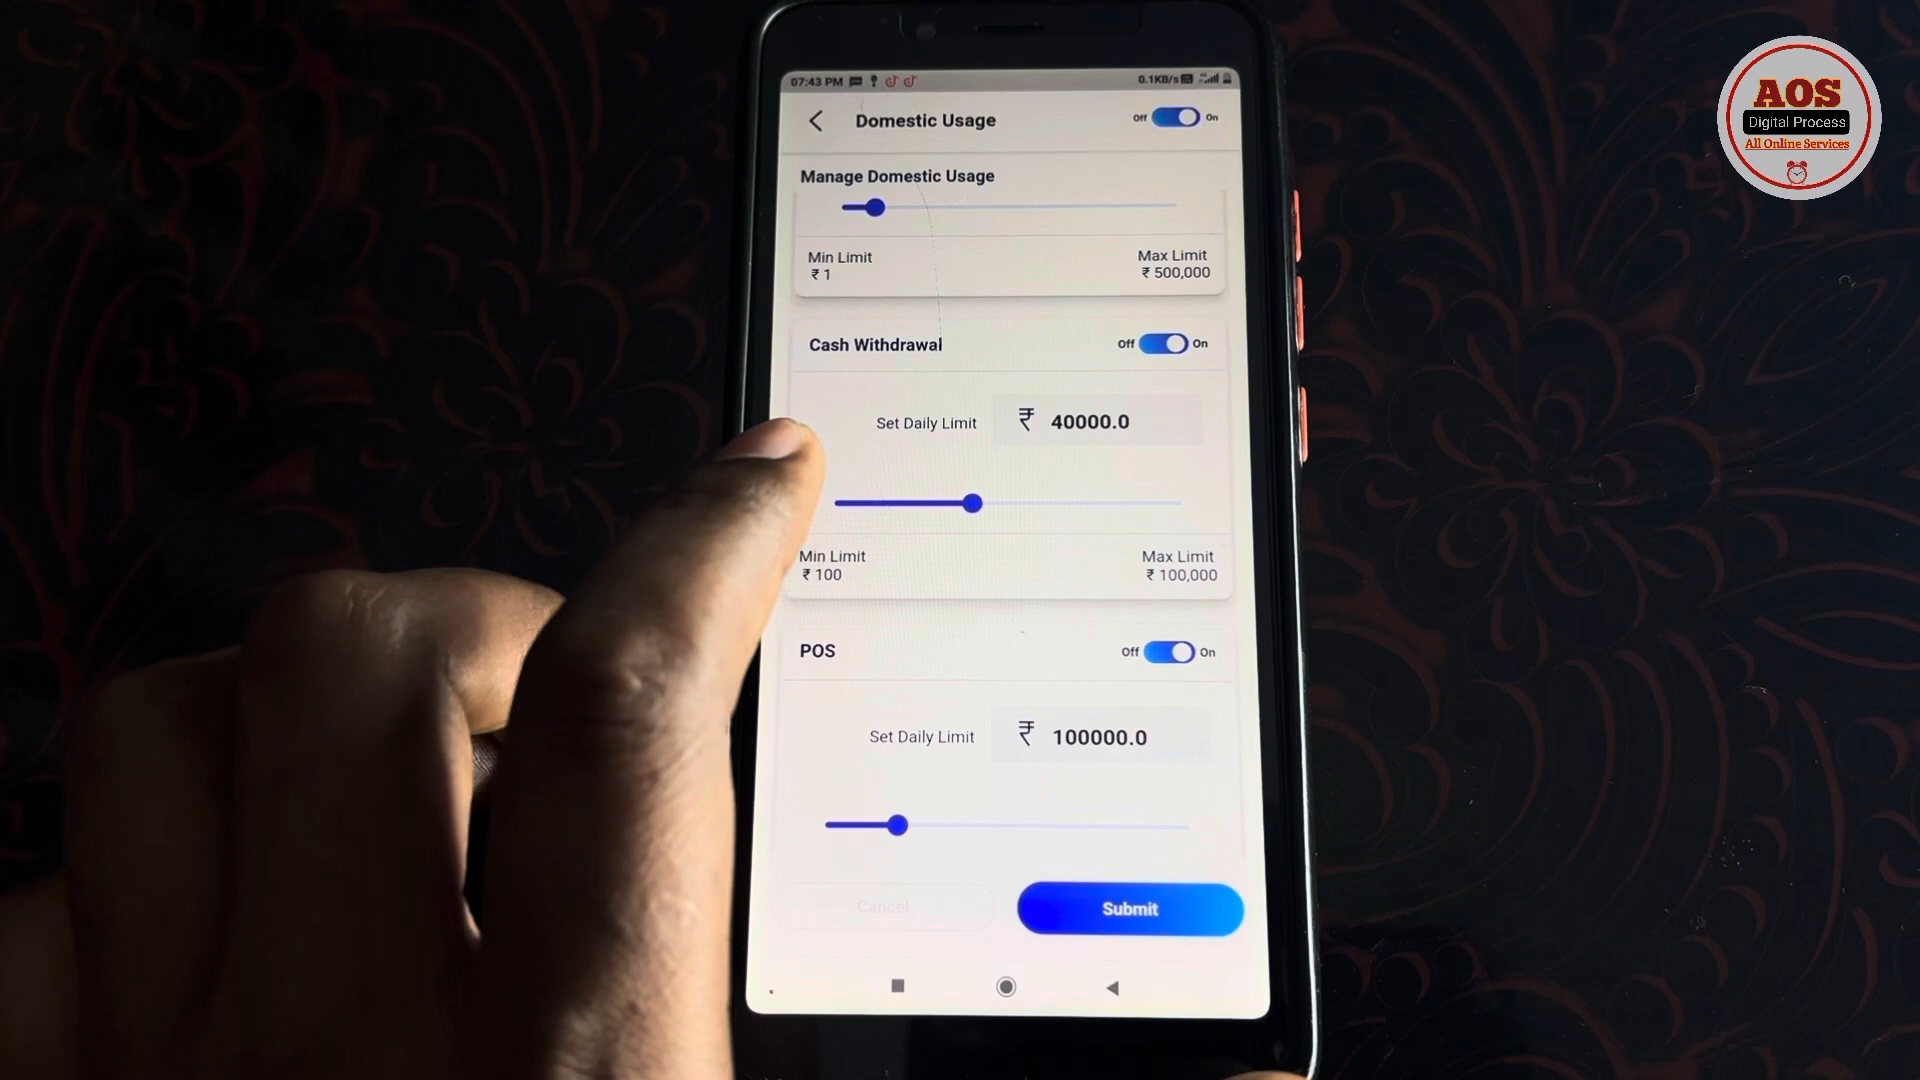 07:43 PM
0.1KB/s
Domestic Usage
Off
On
Manage Domestic Usage
Min Limit
₹ 1
Max Limit
₹ 500,000
Cash Withdrawal
Off
On
Set Daily Limit
₹ 40000.0
Min Limit
₹ 100
Max Limit
₹ 100,000
POS
Off
On
Set Daily Limit
₹ 100000.0
Cancel
Submit
AOS
Digital Process
All Online Services